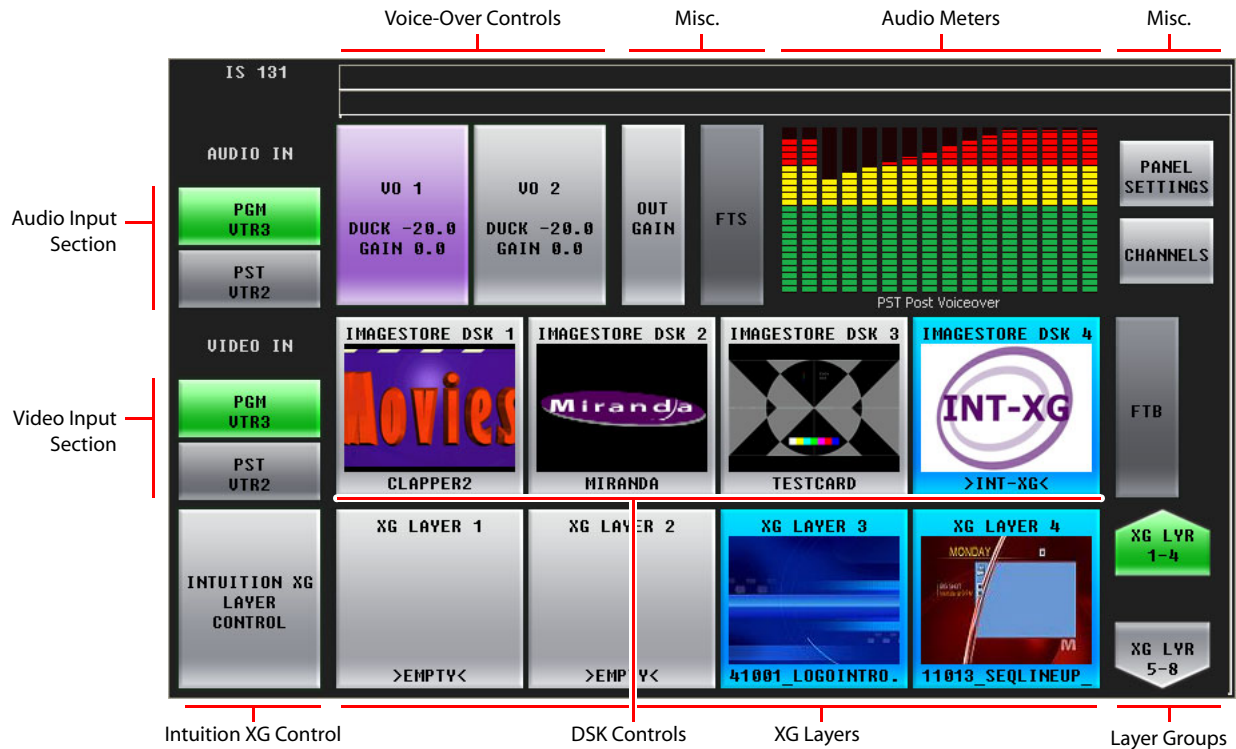 Voice-Over Controls
Misc.
Audio Meters
Misc.
IS 131
AUDIO IN
PGM
VTR3
PST
VTR2
Audio Input
Section
VO 1
DUCK -20.0
GAIN 0.0
VO 2
DUCK -20.0
GAIN 0.0
OUT
GAIN
FTS
PST Post Voiceover
PANEL
SETTINGS
CHANNELS
VIDEO IN
PGM
VTR3
PST
VTR2
Video Input
Section
IMAGESTORE DSK 1
Movies
CLAPPER2
IMAGESTORE DSK 2
Miranda
MIRANDA
IMAGESTORE DSK 3
TESTCARD
IMAGESTORE DSK 4
INT-XG
>INT-XG<
FTB
INTUITION XG
LAYER
CONTROL
XG LAYER 1
>EMPTY<
XG LAYER 2
>EMPTY<
XG LAYER 3
41001_LOGOINTRO.
XG LAYER 4
MONDAY
M
11013_SEQLINEUP_
XG LYR
1-4
XG LYR
5-8
Intuition XG Control
DSK Controls
XG Layers
Layer Groups